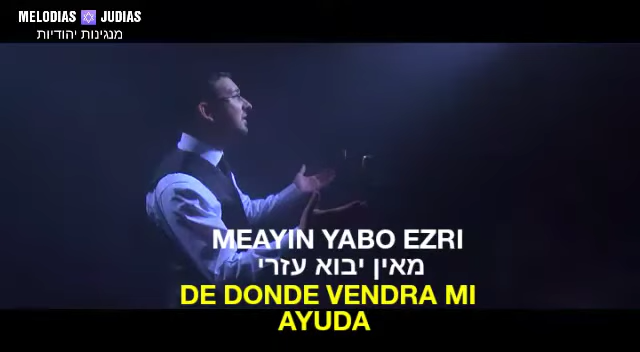 MELODIAS ✡ JUDIAS
מנגינות יהודיות
MEAYIN YABO EZRI
מאין יבוא עזרי
DE DONDE VENDRA MI
AYUDA